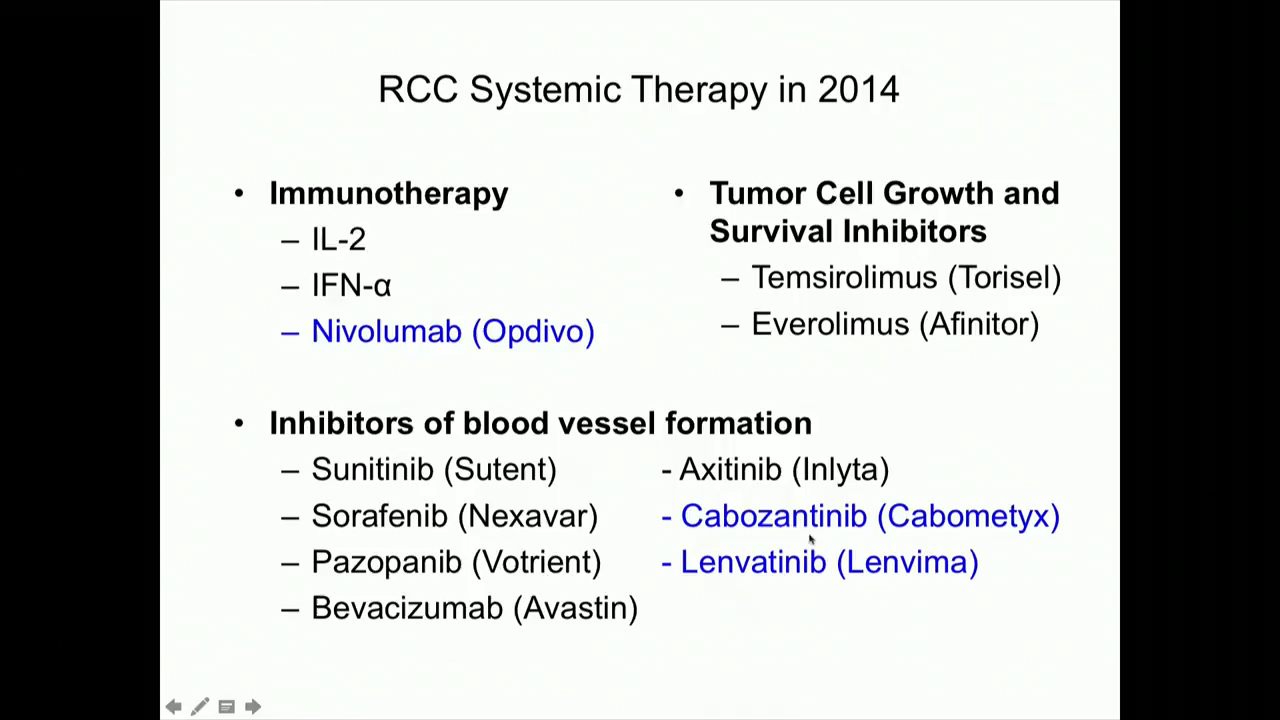 RCC Systemic Therapy in 2014
• Immunotherapy
– IL-2
– IFN-α
– Nivolumab (Opdivo)
• Tumor Cell Growth and
Survival Inhibitors
– Temsirolimus (Torisel)
– Everolimus (Afinitor)
• Inhibitors of blood vessel formation
– Sunitinib (Sutent)
– Sorafenib (Nexavar)
– Pazopanib (Votrient)
– Bevacizumab (Avastin)
- Axitinib (Inlyta)
- Cabozantinib (Cabometyx)
- Lenvatinib (Lenvima)